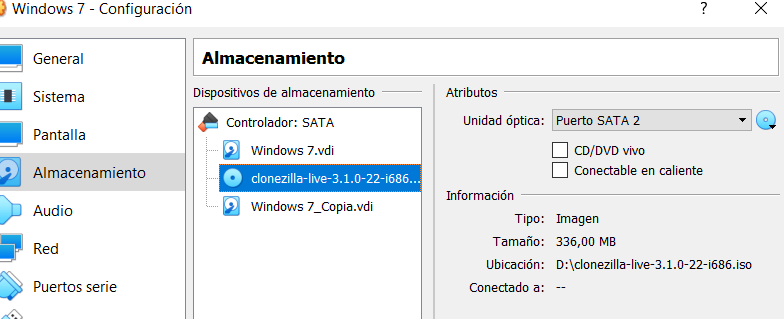 Windows 7 - Configuración
? ×
General
Sistema
Pantalla
Almacenamiento
Audio
Red
Puertos serie
Almacenamiento
Dispositivos de almacenamiento
Controlador: SATA
Windows 7.vdi
clonezilla-live-3.1.0-22-i686...
Windows 7_Copia.vdi
Atributos
Unidad óptica: Puerto SATA 2
CD/DVD vivo
Conectable en caliente
Información
Tipo: Imagen
Tamaño: 336,00 MB
Ubicación: D:\clonezilla-live-3.1.0-22-i686.iso
Conectado a: --